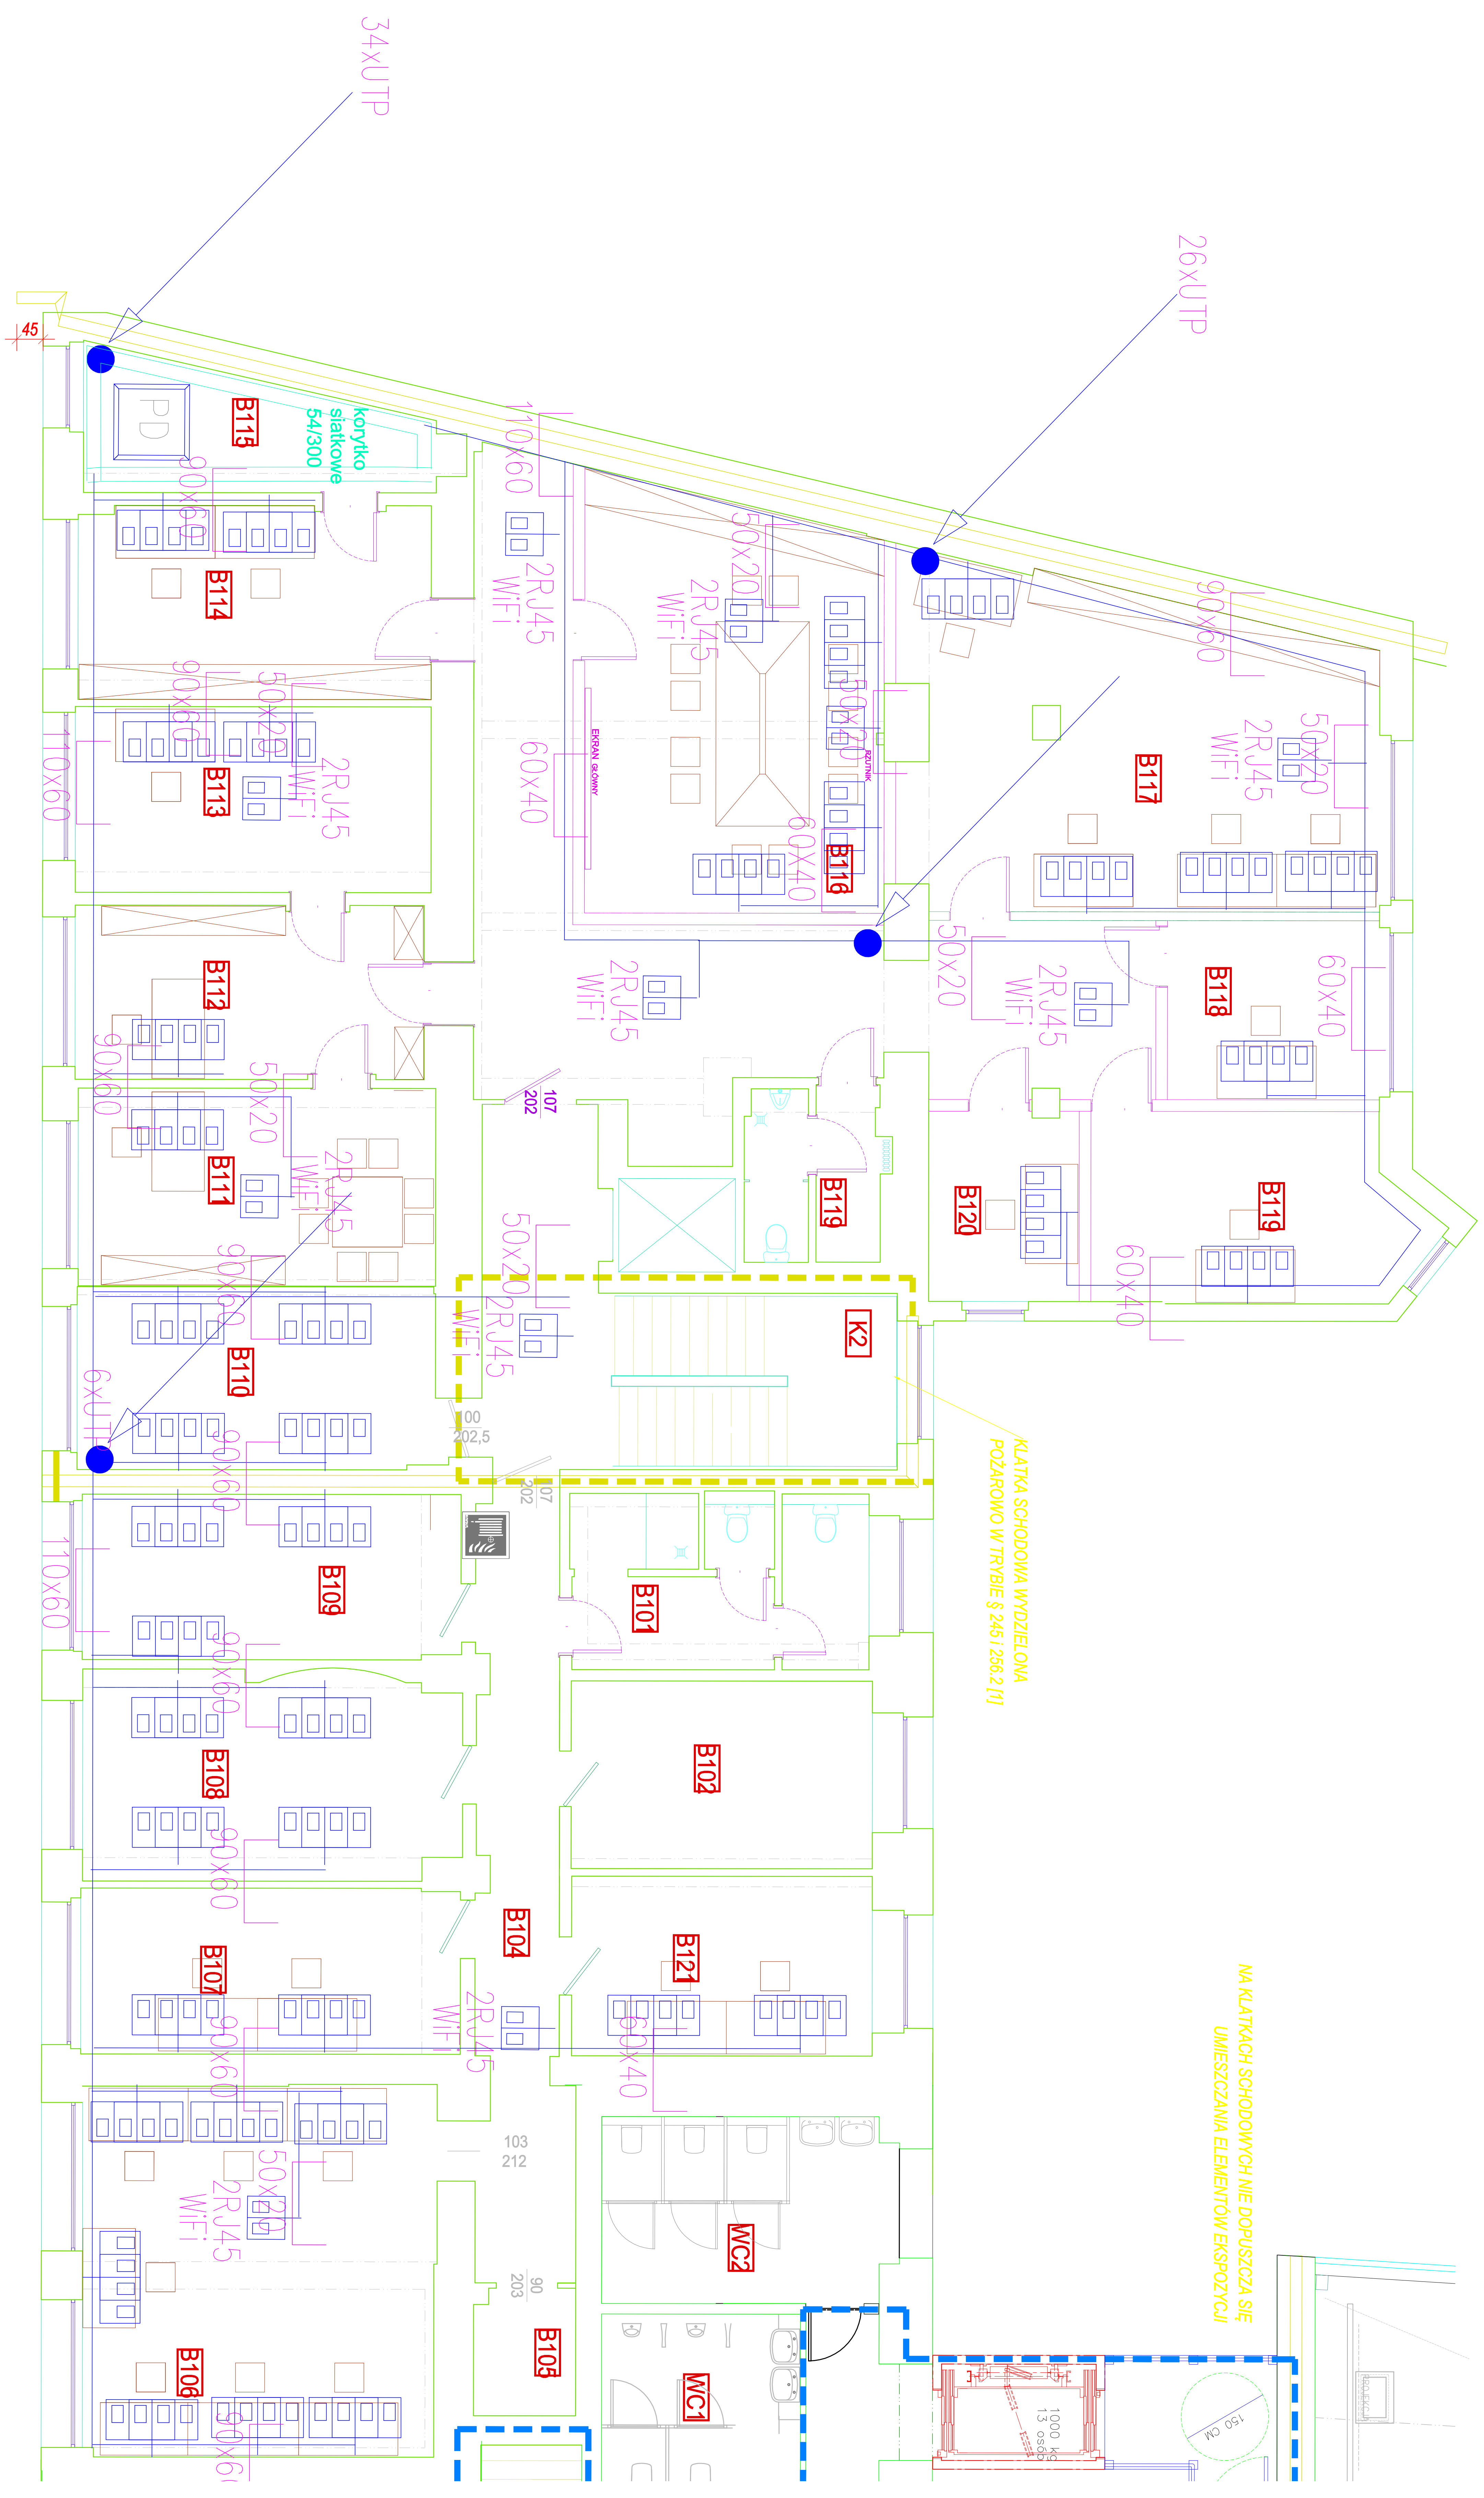 34xUTP
26xUTP
45
B115
korytko
siatkowe
54/300
PD
110x60
90x60
B114
2RJ45
WiFi
50x20
2RJ45
WiFi
90x60
90x60
50x20
110x60
B113
2RJ45
WiFi
60x40
EKRAN GŁÓWNY
50x20
RZUTNIK
60x40
B116
B117
2RJ45
WiFi
50x20
B112
2RJ45
WiFi
50x20
2RJ45
WiFi
B118
60x40
90x60
50x20
107
202
B111
2RJ45
WiFi
B119
B120
B119
60x40
90x60
50x20
2RJ45
WiFi
K2
B110
6xUTP
100
202,5
KLATKA SCHODOWA WYDZIELONA
POŻAROWO W TRYBIE § 245 i 256.2 [1]
90x60
107
202
110x60
B109
B101
90x60
B108
B102
90x60
B107
B104
B121
2RJ45
WiFi
60x40
90x60
NA KLATKACH SCHODOWYCH NIE DOPUSZCZA SIĘ
UMIESZCZANIA ELEMENTÓW EKSPOZYCJI
103
212
50x20
2RJ45
WiFi
WC2
90
203
B106
B105
WC1
90x60
1000 kg
13 osób
150 CM